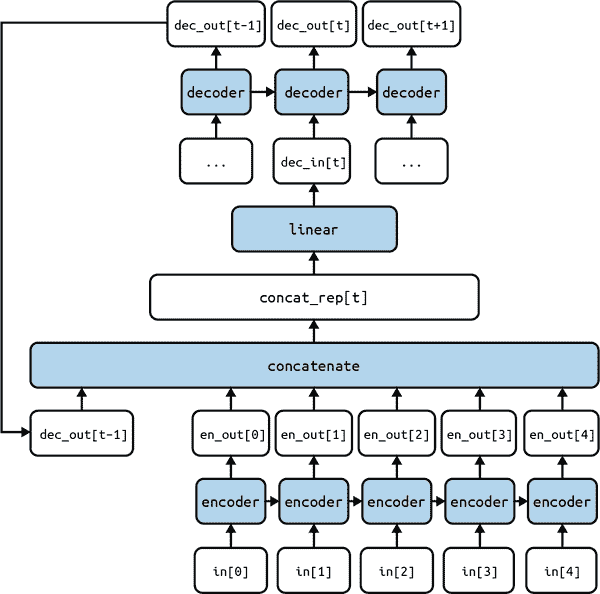 dec_out[t-1] dec_out[t] dec_out[t+1]
decoder decoder decoder
... dec_in[t] ...
linear
concat_rep[t]
concatenate
dec_out[t-1] en_out[0] en_out[1] en_out[2] en_out[3] en_out[4]
encoder encoder encoder encoder encoder
in[0] in[1] in[2] in[3] in[4]